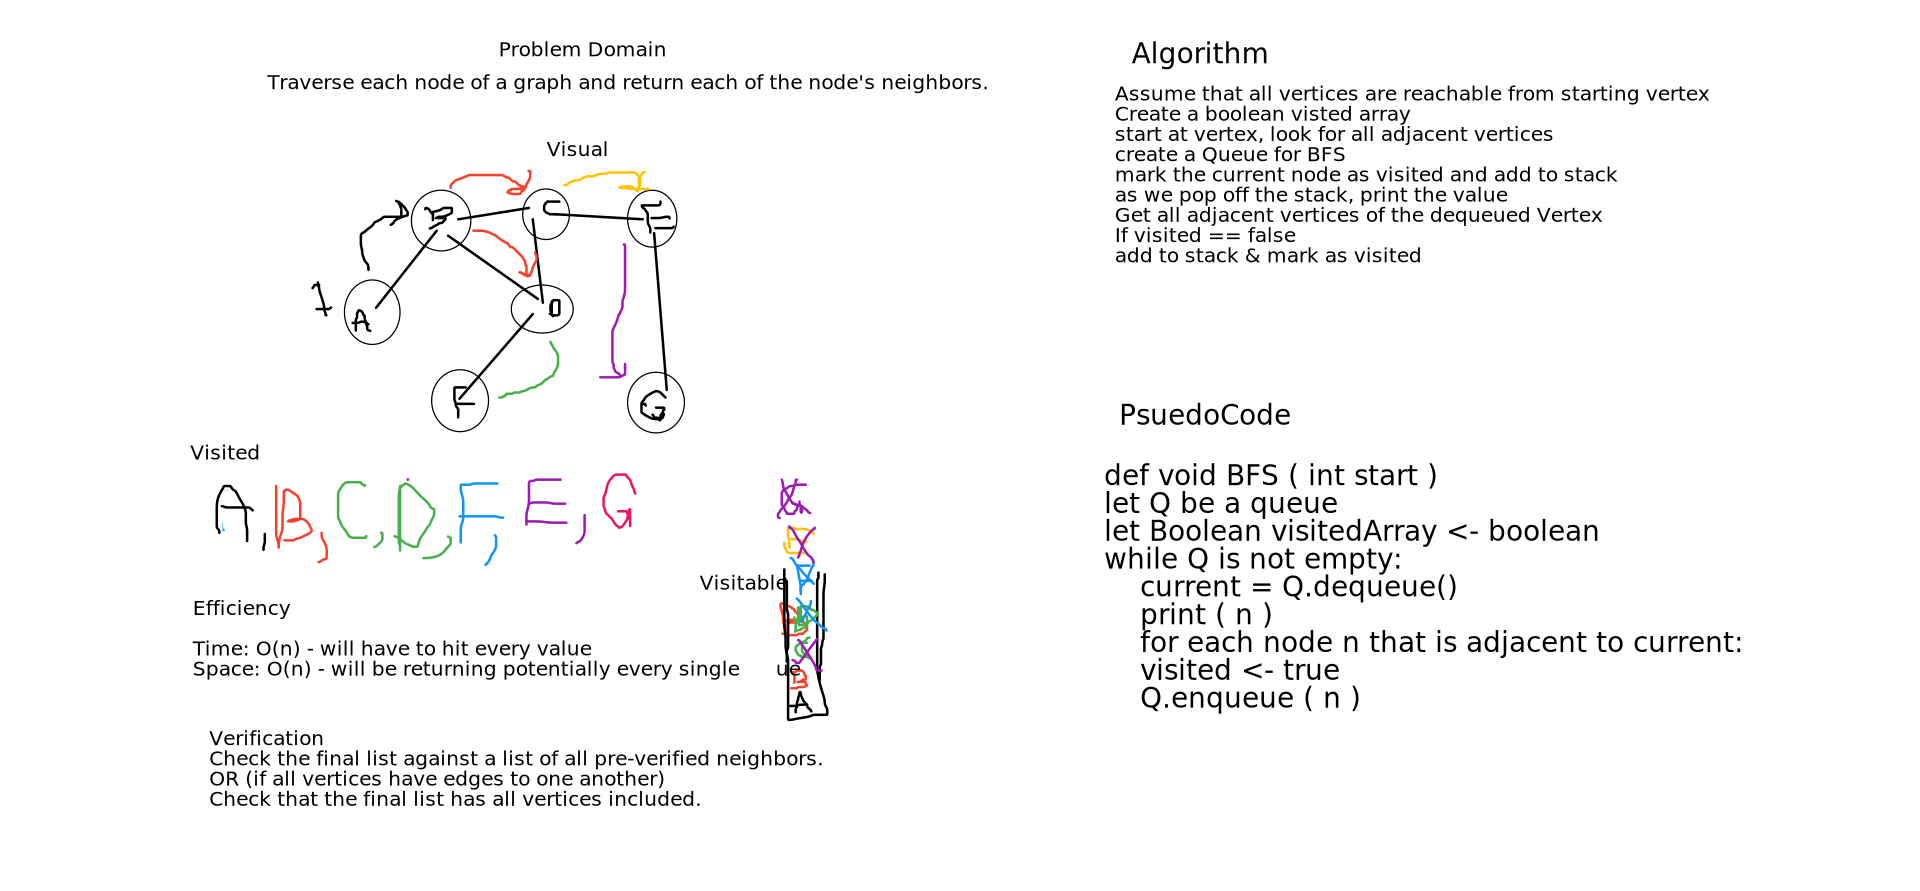 Problem Domain
Traverse each node of a graph and return each of the node's neighbors.
Visual
B
C
E
1
A
D
F
G
Visited
A, B, C, D, F, E, G
Visitable
G
E
F
D
C
B
A
Efficiency
Time: O(n) - will have to hit every value
Space: O(n) - will be returning potentially every single ue
Verification
Check the final list against a list of all pre-verified neighbors.
OR (if all vertices have edges to one another)
Check that the final list has all vertices included.
Algorithm
Assume that all vertices are reachable from starting vertex
Create a boolean visted array
start at vertex, look for all adjacent vertices
create a Queue for BFS
mark the current node as visited and add to stack
as we pop off the stack, print the value
Get all adjacent vertices of the dequeued Vertex
If visited == false
add to stack & mark as visited
PsuedoCode
def void BFS ( int start )
let Q be a queue
let Boolean visitedArray <- boolean
while Q is not empty:
current = Q.dequeue()
print ( n )
for each node n that is adjacent to current:
visited <- true
Q.enqueue ( n )